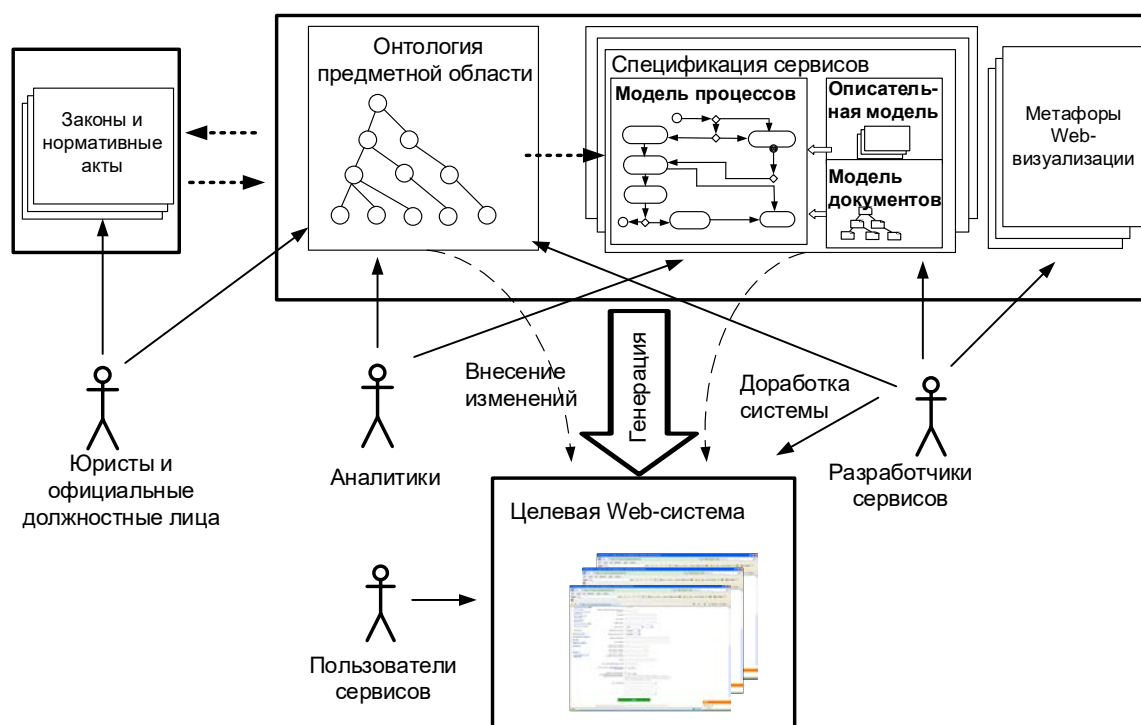 Законы и
нормативные
акты
Онтология
предметной области
Спецификация сервисов
Модель процессов
Описатель-
ная модель
Модель
документов
Метафоры
Web-
визуализации
Внесение
изменений
Генерация
Доработка
системы
Юристы и
официальные
должностные лица
Аналитики
Разработчики
сервисов
Целевая Web-система
Пользователи
сервисов